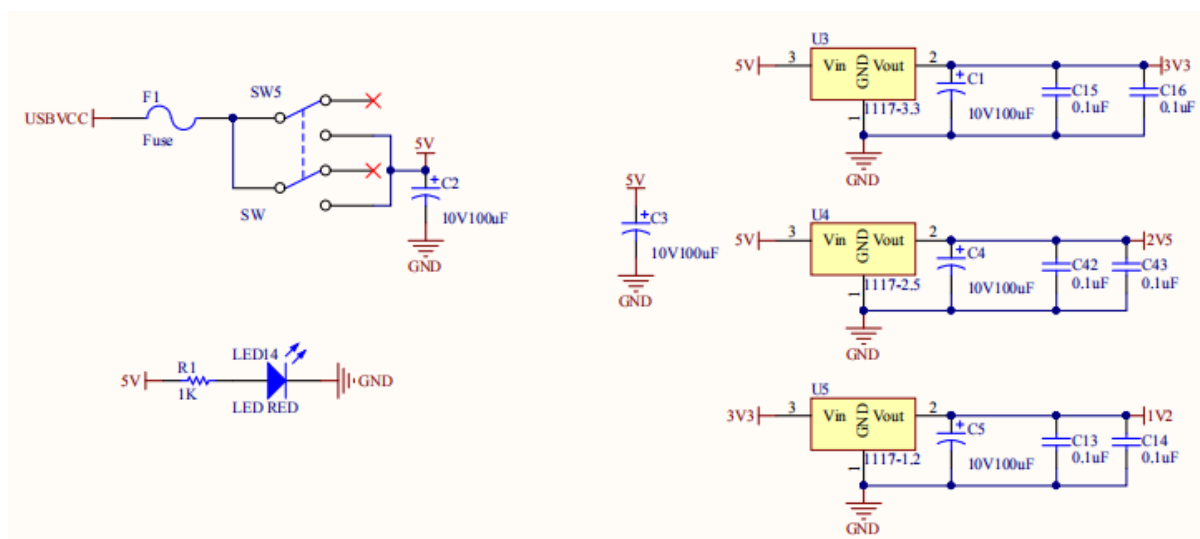 F1
USBVCC
Fuse
SW5
SW
5V
C2
10V100uF
GND
5V
R1
1K
LED14
LED RED
GND
5V
C3
10V100uF
GND
U3
5V
3
Vin
GND
Vout
2
1
1117-3.3
C1
10V100uF
C15
0.1uF
C16
0.1uF
3V3
GND
U4
5V
3
Vin
GND
Vout
2
1
1117-2.5
C4
10V100uF
C42
0.1uF
C43
0.1uF
2V5
GND
U5
3V3
3
Vin
GND
Vout
2
1
1117-1.2
C5
10V100uF
C13
0.1uF
C14
0.1uF
1V2
GND